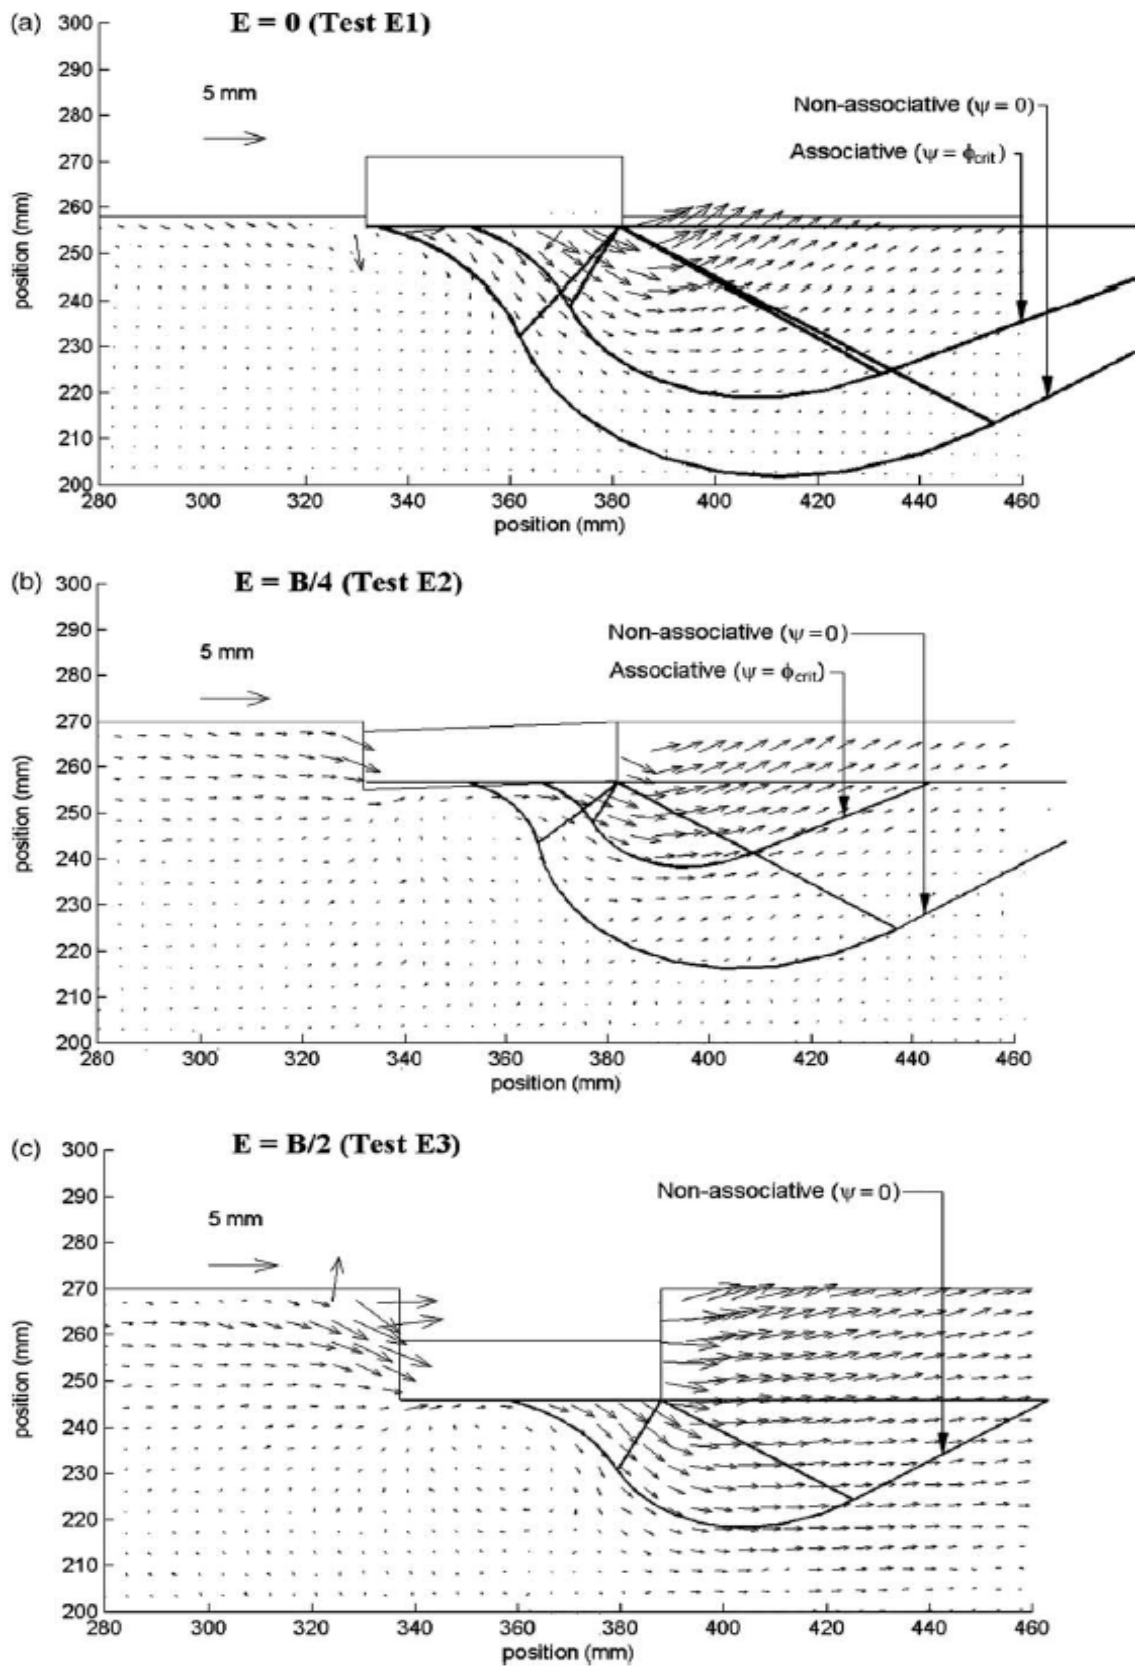 (a)
E = 0 (Test E1)
300
290
280
270
260
250
240
230
220
210
200
position (mm)
5 mm
Non-associative (ψ = 0)
Associative (ψ = ϕcrit)
280 300 320 340 360 380 400 420 440 460
position (mm)
(b)
E = B/4 (Test E2)
300
290
280
270
260
250
240
230
220
210
200
position (mm)
5 mm
Non-associative (ψ = 0)
Associative (ψ = ϕcrit)
280 300 320 340 360 380 400 420 440 460
position (mm)
(c)
E = B/2 (Test E3)
300
290
280
270
260
250
240
230
220
210
200
position (mm)
5 mm
Non-associative (ψ = 0)
280 300 320 340 360 380 400 420 440 460
position (mm)